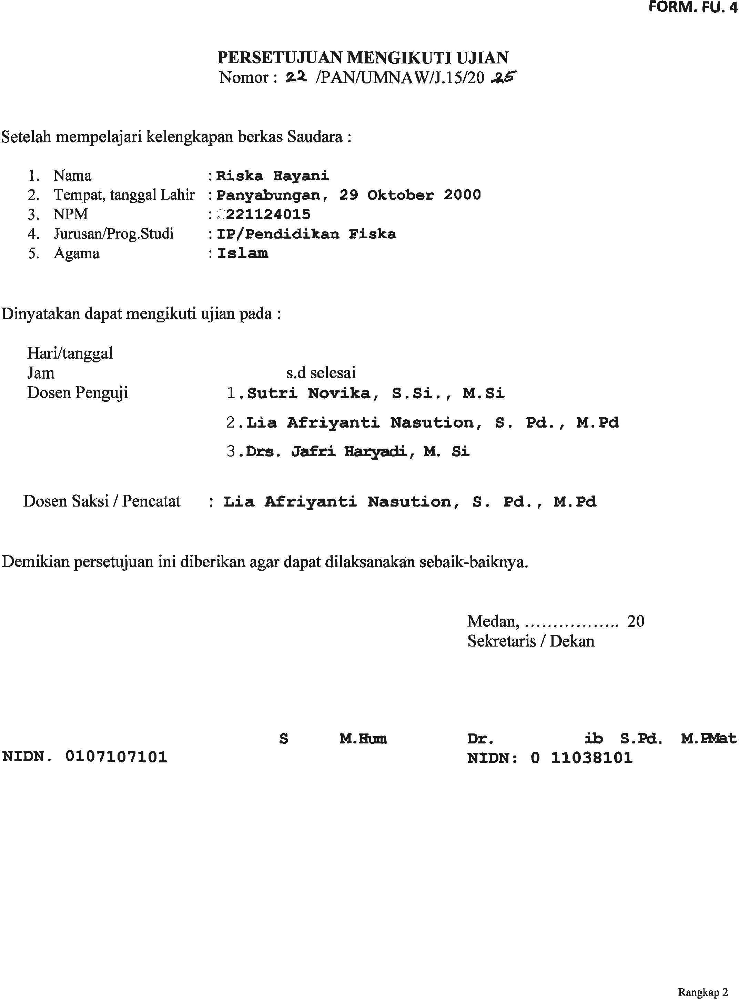 FORM. FU. 4
PERSETUJUAN MENGIKUTI UJIAN
Nomor : 22 /PAN/UMNAW/J.15/20 25
Setelah mempelajari kelengkapan berkas Saudara :
1. Nama : Riska Hayani
2. Tempat, tanggal Lahir : Panyabungan, 29 Oktober 2000
3. NPM : 221124015
4. Jurusan/Prog.Studi : IP/Pendidikan Fiska
5. Agama : Islam
Dinyatakan dapat mengikuti ujian pada :
Hari/tanggal
Jam s.d selesai
Dosen Penguji 1.Sutri Novika, S.Si., M.Si
2.Lia Afriyanti Nasution, S. Pd., M.Pd
3.Drs. Jafri Haryadi, M. Si
Dosen Saksi / Pencatat : Lia Afriyanti Nasution, S. Pd., M.Pd
Demikian persetujuan ini diberikan agar dapat dilaksanakan sebaik-baiknya.
Medan, ................. 20
Sekretaris / Dekan
S M.Hum Dr. ib S.Pd.
NIDN. 0107107101 NIDN: 0 11038101
Rangkap 2